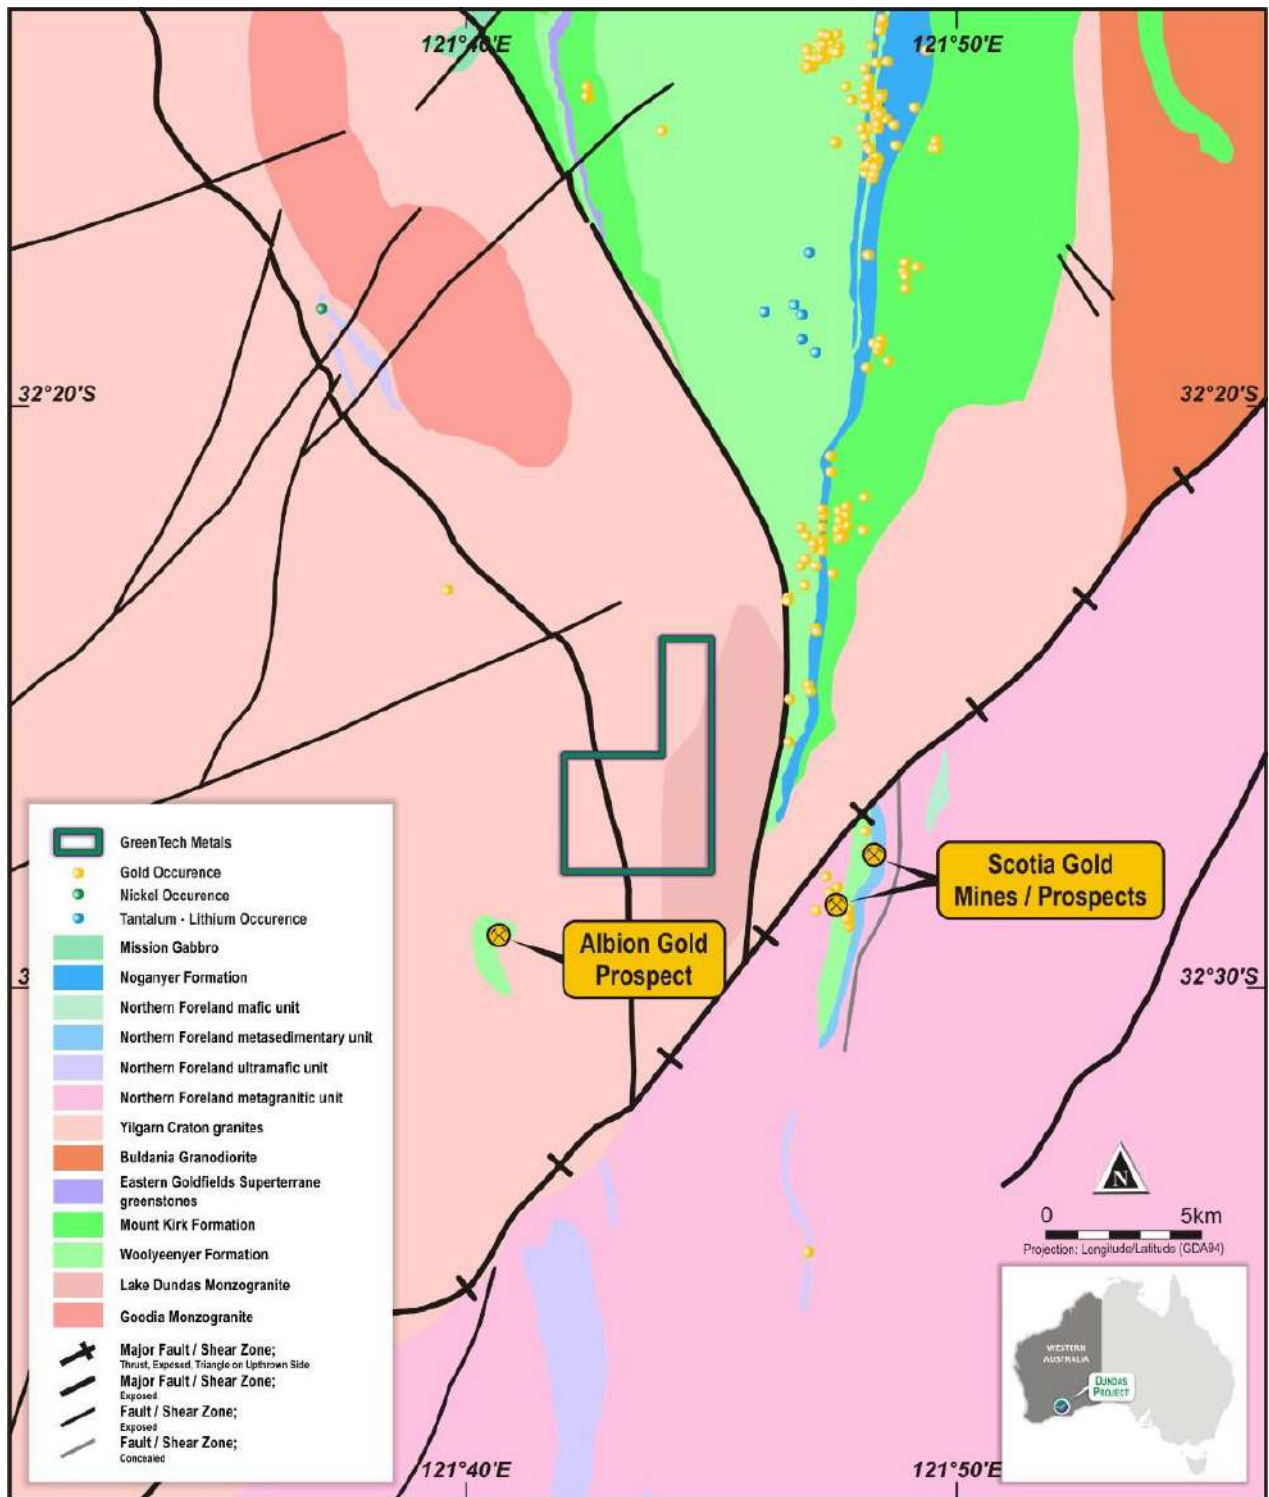 121°40'E
121°50'E
32°20'S
32°20'S
GreenTech Metals
Gold Occurence
Nickel Occurence
Tantalum - Lithium Occurence
Mission Gabbro
Noganyer Formation
Northern Foreland mafic unit
Northern Foreland metasedimentary unit
Northern Foreland ultramafic unit
Northern Foreland metagranitic unit
Yilgarn Craton granites
Buldania Granodiorite
Eastern Goldfields Superterrane
greenstones
Mount Kirk Formation
Woolyeenyer Formation
Lake Dundas Monzogranite
Goodia Monzogranite
Major Fault / Shear Zone;
Thrust, Exposed, Triangle on Upthrown Side
Major Fault / Shear Zone;
Exposed
Fault / Shear Zone;
Exposed
Fault / Shear Zone;
Concealed
Scotia Gold
Mines / Prospects
Albion Gold
Prospect
3
32°30'S
N
0 5km
Projection: Longitude/Latitude (GDA94)
WESTERN
AUSTRALIA
DUNDAS
PROJECT
121°40'E
121°50'E